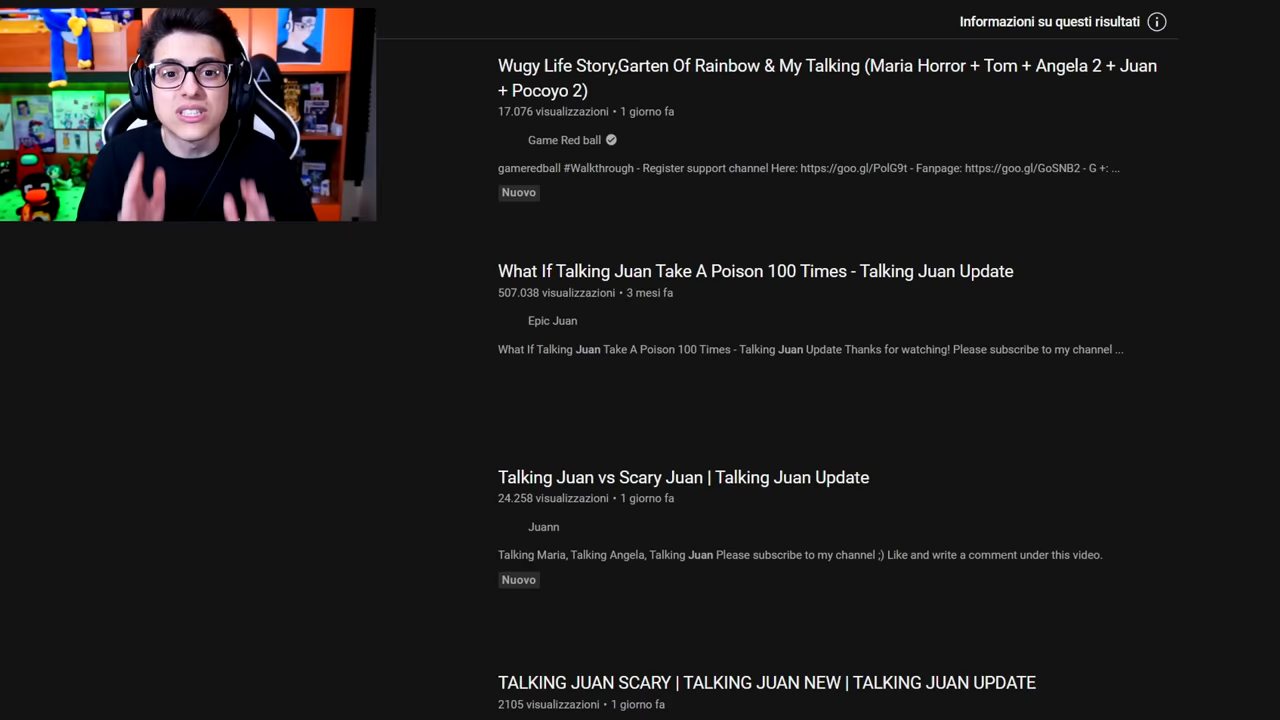 Informazioni su questi risultati
Wugy Life Story,Garten Of Rainbow & My Talking (Maria Horror + Tom + Angela 2 + Juan
+ Pocoyo 2)
17.076 visualizzazioni • 1 giorno fa
Game Red ball
gameredball #Walkthrough - Register support channel Here: https://goo.gl/PolG9t - Fanpage: https://goo.gl/GoSNB2 - G +: ...
Nuovo
What If Talking Juan Take A Poison 100 Times - Talking Juan Update
507.038 visualizzazioni • 3 mesi fa
Epic Juan
What If Talking Juan Take A Poison 100 Times - Talking Juan Update Thanks for watching! Please subscribe to my channel ...
Talking Juan vs Scary Juan | Talking Juan Update
24.258 visualizzazioni • 1 giorno fa
Juann
Talking Maria, Talking Angela, Talking Juan Please subscribe to my channel ;) Like and write a comment under this video.
Nuovo
TALKING JUAN SCARY | TALKING JUAN NEW | TALKING JUAN UPDATE
2105 visualizzazioni • 1 giorno fa